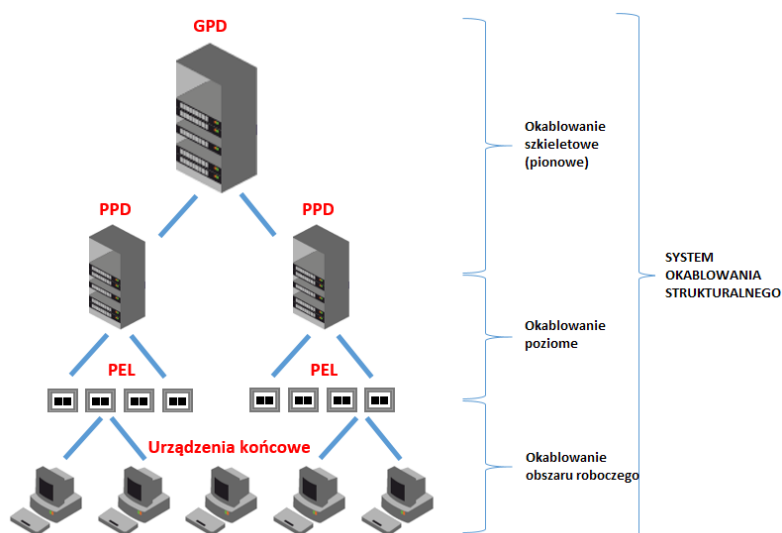 GPD
Okablowanie
szkieletowe
(pionowe)
PPD
PPD
SYSTEM
OKABLOWANIA
STRUKTURALNEGO
Okablowanie
poziome
PEL
PEL
Urządzenia końcowe
Okablowanie
obszaru roboczego